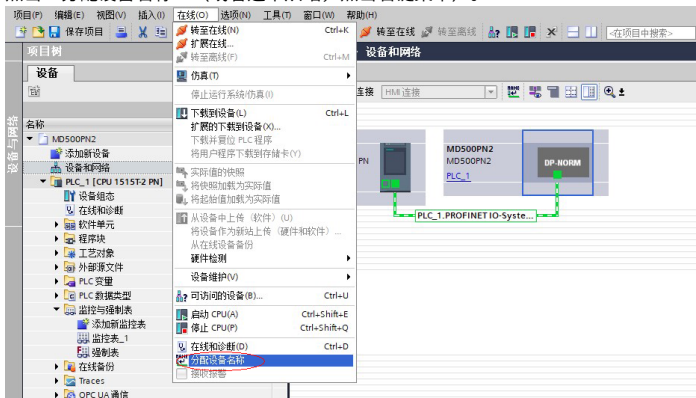 项目(P) 编辑(E) 视图(V) 插入(I) 在线(O) 选项(N) 工具(T) 窗口(W) 帮助(H)
保存项目
转至在线 转至离线 <在项目中搜索>
项目树
设备和网络
设备
连接 HMI 连接
设备与网络
名称
MD500PN2
添加新设备
设备和网络
PLC_1 [CPU 1515T-2 PN]
设备组态
在线和诊断
软件单元
程序块
工艺对象
外部源文件
PLC 变量
PLC 数据类型
监控与强制表
添加新监控表
监控表_1
强制表
在线备份
Traces
OPC UA 通信
转至在线(N) Ctrl+K
扩展在线...
转至离线(F) Ctrl+M
仿真(T)
停止运行系统/仿真(I)
下载到设备(L) Ctrl+L
扩展的下载到设备(X)...
下载并复位 PLC 程序
将用户程序下载到存储卡(Y)
实际值的快照
将快照加载为实际值
将起始值加载为实际值
从设备中上传(软件)(U)
将设备作为新站上传(硬件和软件)...
从在线设备备份
硬件检测
设备维护(V)
可访问的设备(B)... Ctrl+U
启动 CPU(A) Ctrl+Shift+E
停止 CPU(P) Ctrl+Shift+Q
在线和诊断(D) Ctrl+D
分配设备名称
接收报警
PN
MD500PN2
MD500PN2
PLC_1
DP-NORM
PLC_1.PROFINET IO-Syste...